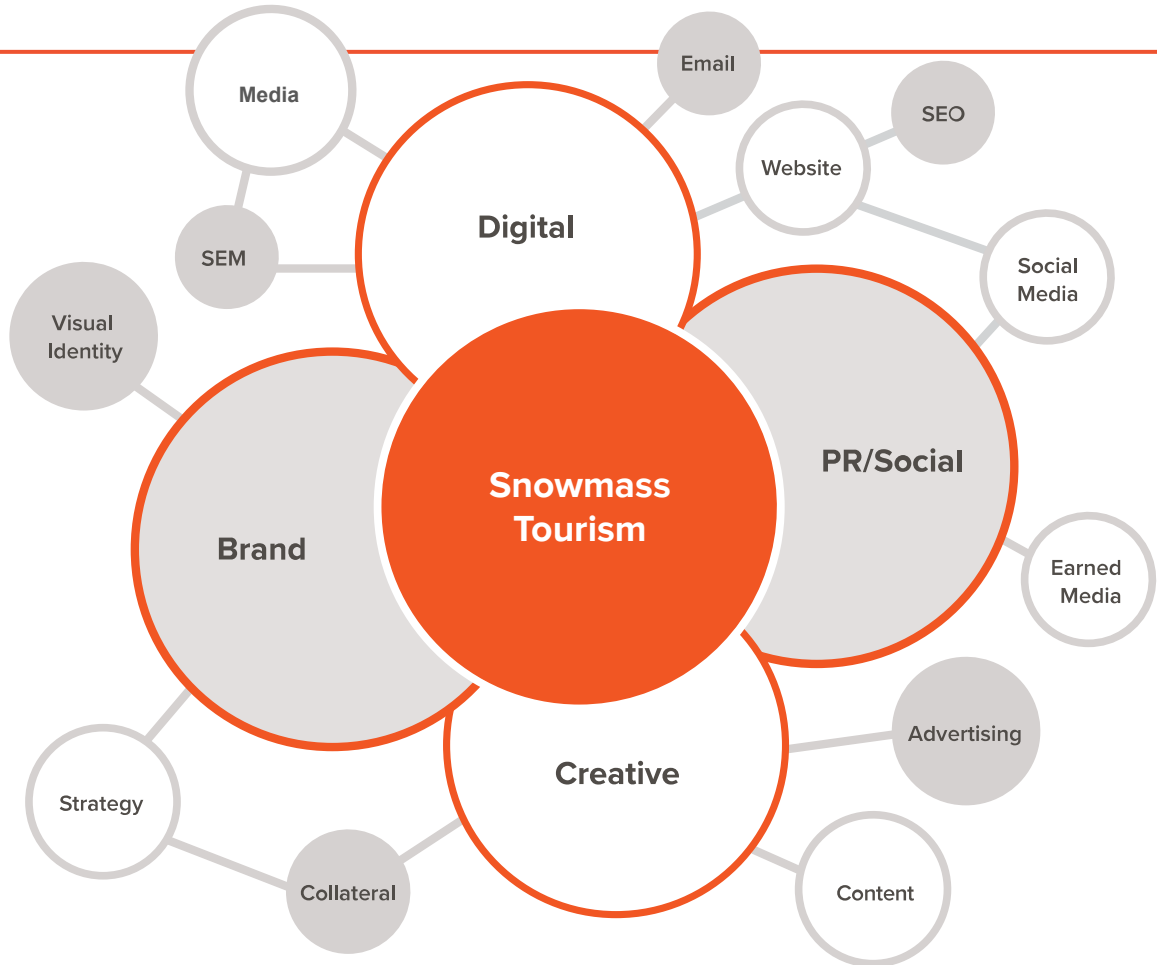 Email
Media
SEO
Website
Digital
SEM
Social
Media
Visual
Identity
PR/Social
Snowmass
Tourism
Brand
Earned
Media
Advertising
Creative
Strategy
Collateral
Content